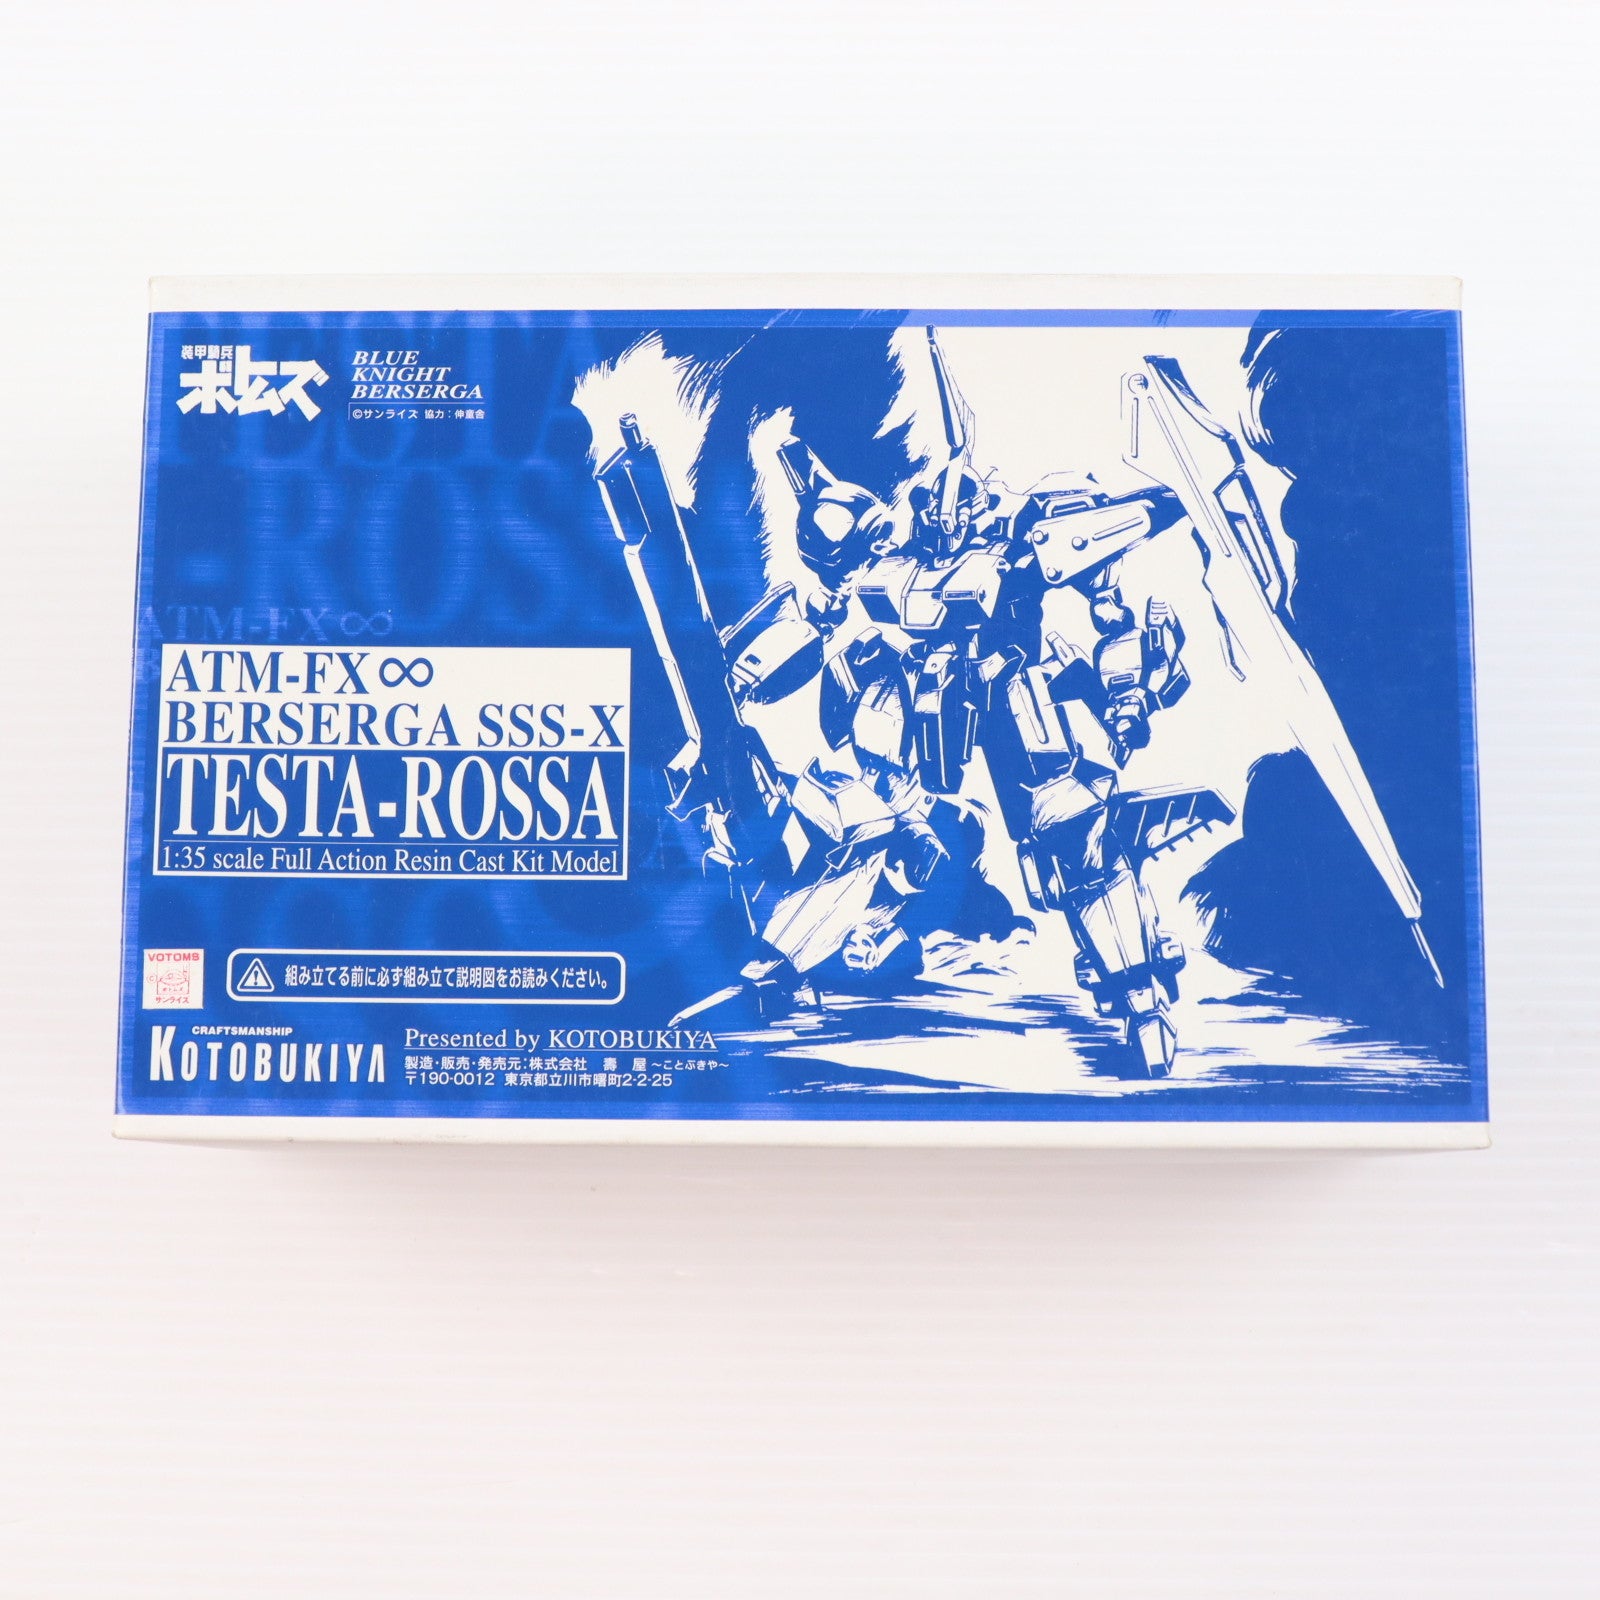 装甲騎兵
ボトムズ
BLUE
KNIGHT
BERSERGA
©サンライズ 協力：伸童舎
TESTA
-ROSSA
ATM-FX∞
ATM-FX∞
BERSERGA SSS-X
TESTA-ROSSA
1:35 scale Full Action Resin Cast Kit Model
VOTOMS
サンライズ
組み立てる前に必ず組み立て説明図をお読みください。
CRAFTSMANSHIP
KOTOBUKIYA
Presented by KOTOBUKIYA
製造・販売・発売元：株式会社 壽 屋 ～ことぶきや～
〒190-0012 東京都立川市曙町2-2-25